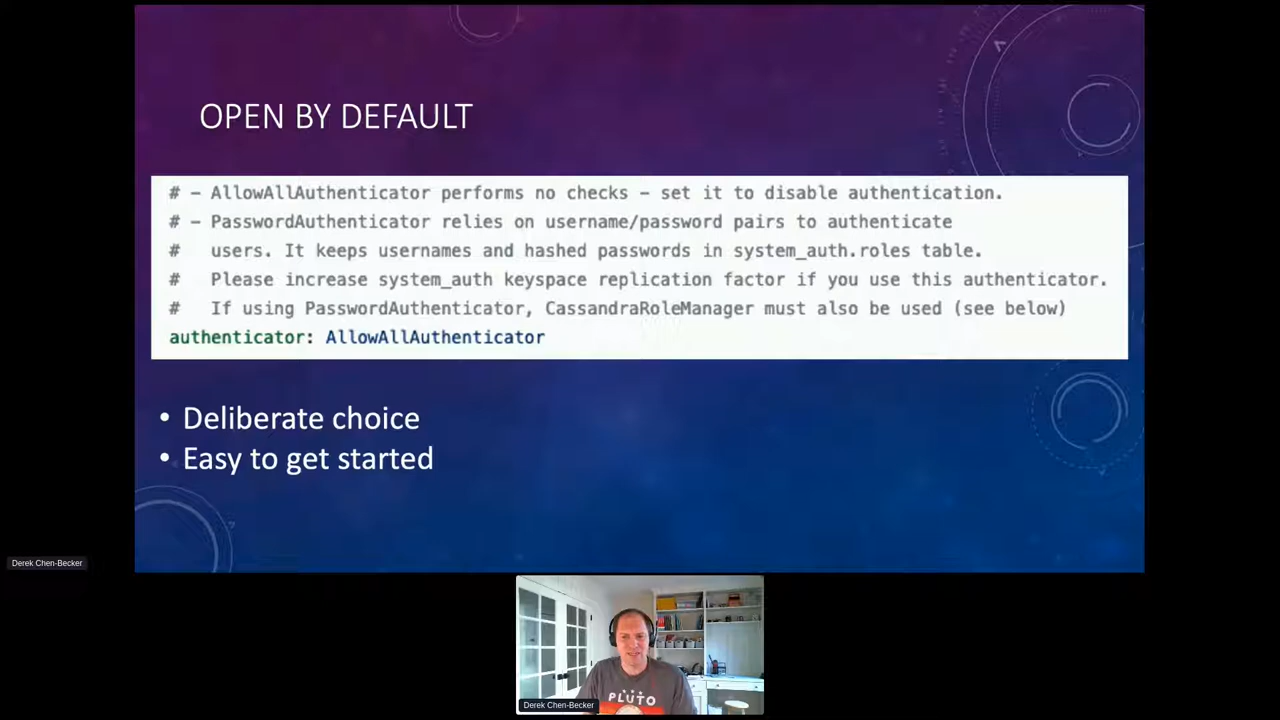 OPEN BY DEFAULT
# - AllowAllAuthenticator performs no checks - set it to disable authentication.
# - PasswordAuthenticator relies on username/password pairs to authenticate
#   users. It keeps usernames and hashed passwords in system_auth.roles table.
#   Please increase system_auth keyspace replication factor if you use this authenticator.
#   If using PasswordAuthenticator, CassandraRoleManager must also be used (see below)
authenticator: AllowAllAuthenticator
• Deliberate choice
• Easy to get started
Derek Chen-Becker
PLUTO
Derek Chen-Becker